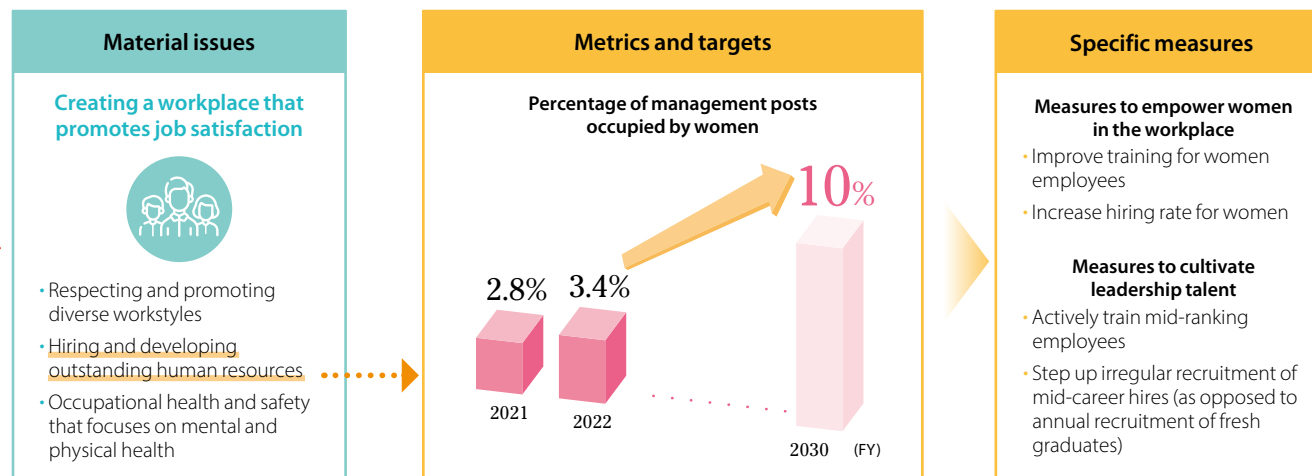 Material issues
Creating a workplace that
promotes job satisfaction
• Respecting and promoting
diverse workstyles
• Hiring and developing
outstanding human resources
• Occupational health and safety
that focuses on mental and
physical health
Metrics and targets
Percentage of management posts
occupied by women
2.8%
3.4%
10%
2021
2022
2030 (FY)
Specific measures
Measures to empower women
in the workplace
• Improve training for women
employees
• Increase hiring rate for women
Measures to cultivate
leadership talent
• Actively train mid-ranking
employees
• Step up irregular recruitment of
mid-career hires (as opposed to
annual recruitment of fresh
graduates)